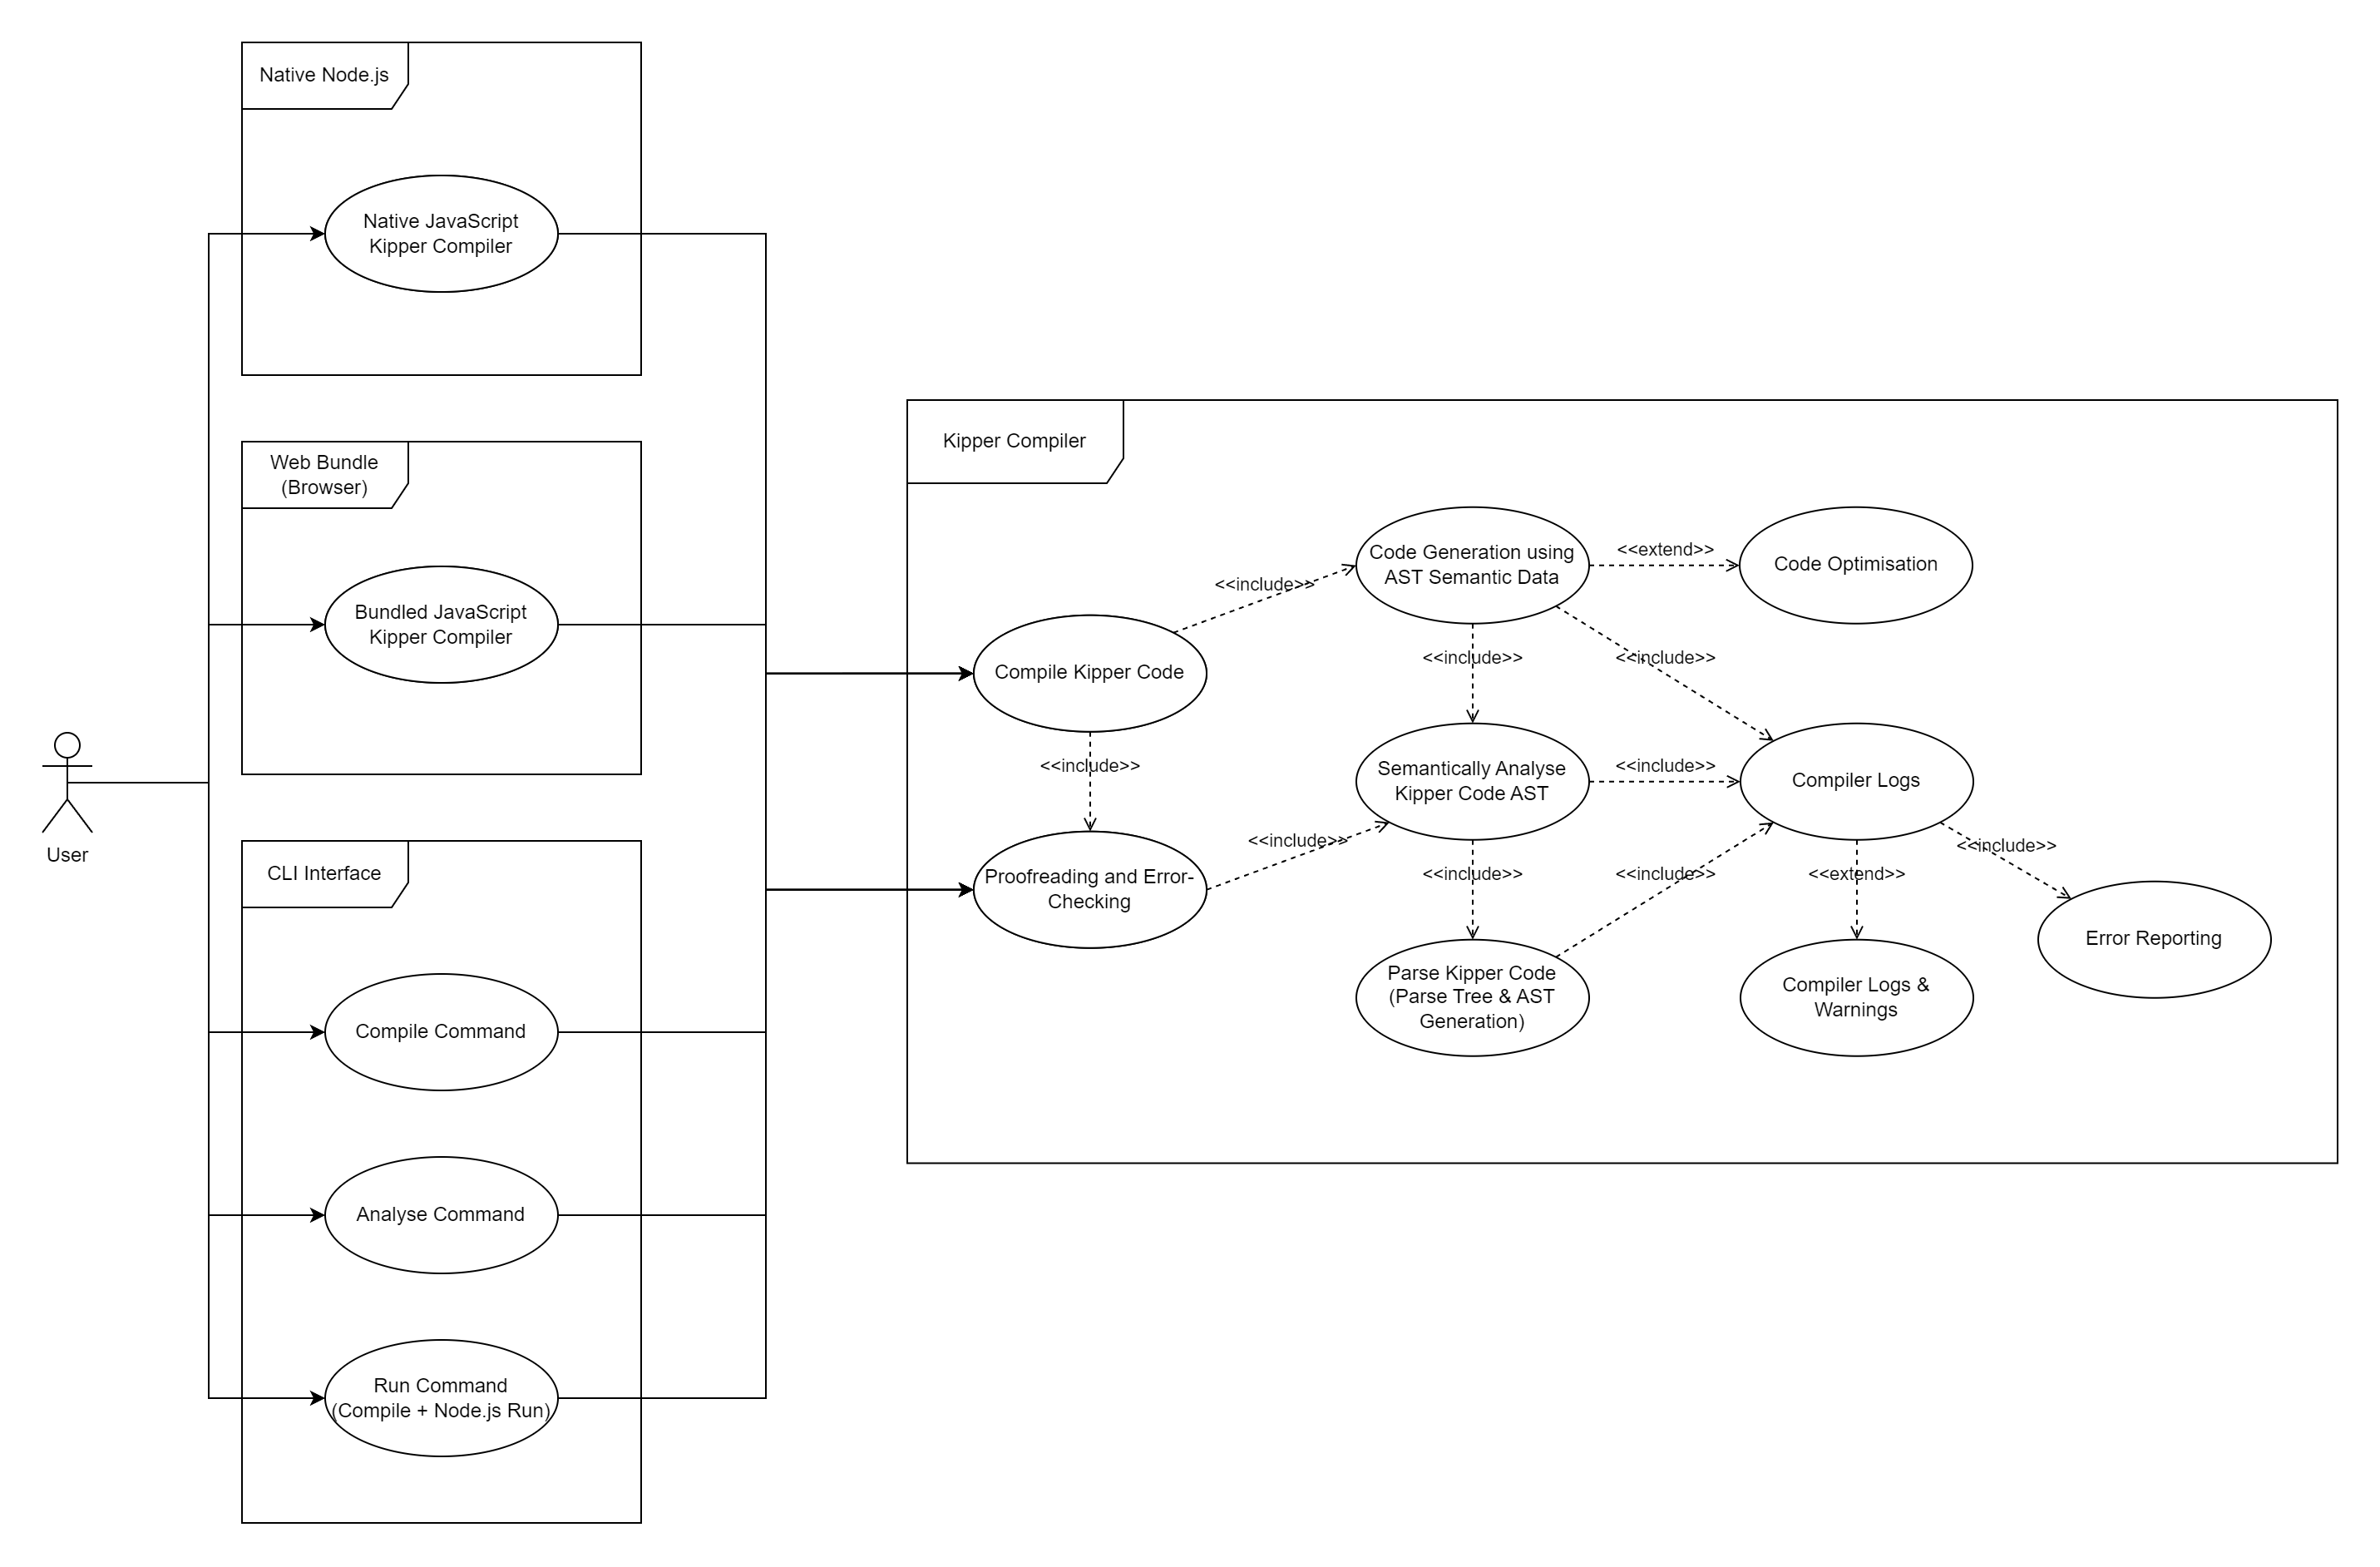 Native Node.js
Native JavaScript
Kipper Compiler
Web Bundle
(Browser)
Bundled JavaScript
Kipper Compiler
User
CLI Interface
Compile Command
Analyse Command
Run Command
(Compile + Node.js Run)
Kipper Compiler
Code Generation using
AST Semantic Data
<<extend>>
Code Optimisation
<<include>>
Compile Kipper Code
<<include>>
<<include>>
<<include>>
Semantically Analyse
Kipper Code AST
<<include>>
Compiler Logs
Proofreading and Error-
Checking
<<include>>
<<include>>
<<include>>
<<extend>>
<<include>>
Error Reporting
Parse Kipper Code
(Parse Tree & AST
Generation)
Compiler Logs &
Warnings